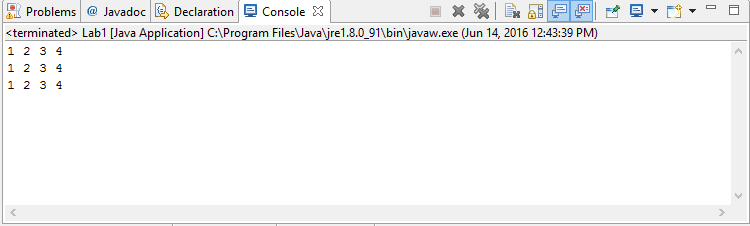 Problems @ Javadoc Declaration Console
<terminated> Lab1 [Java Application] C:\Program Files\Java\jre1.8.0_91\bin\javaw.exe (Jun 14, 2016 12:43:39 PM)
1 2 3 4
1 2 3 4
1 2 3 4